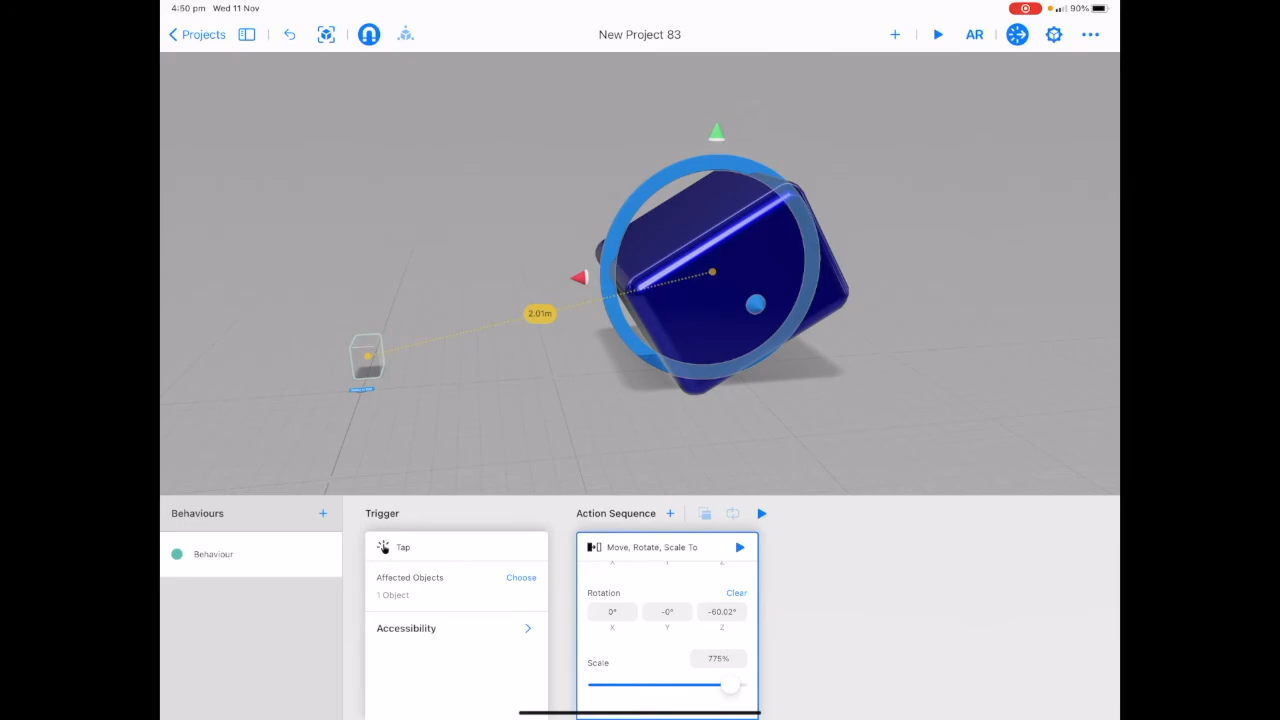 4:50 pm Wed 11 Nov
90%
Projects
New Project 83
AR
2.01m
Behaviours
Behaviour
Trigger
Tap
Affected Objects Choose
1 Object
Accessibility
Action Sequence
Move, Rotate, Scale To
X Y Z
Rotation Clear
0° -0° -60.02°
X Y Z
Scale 775%